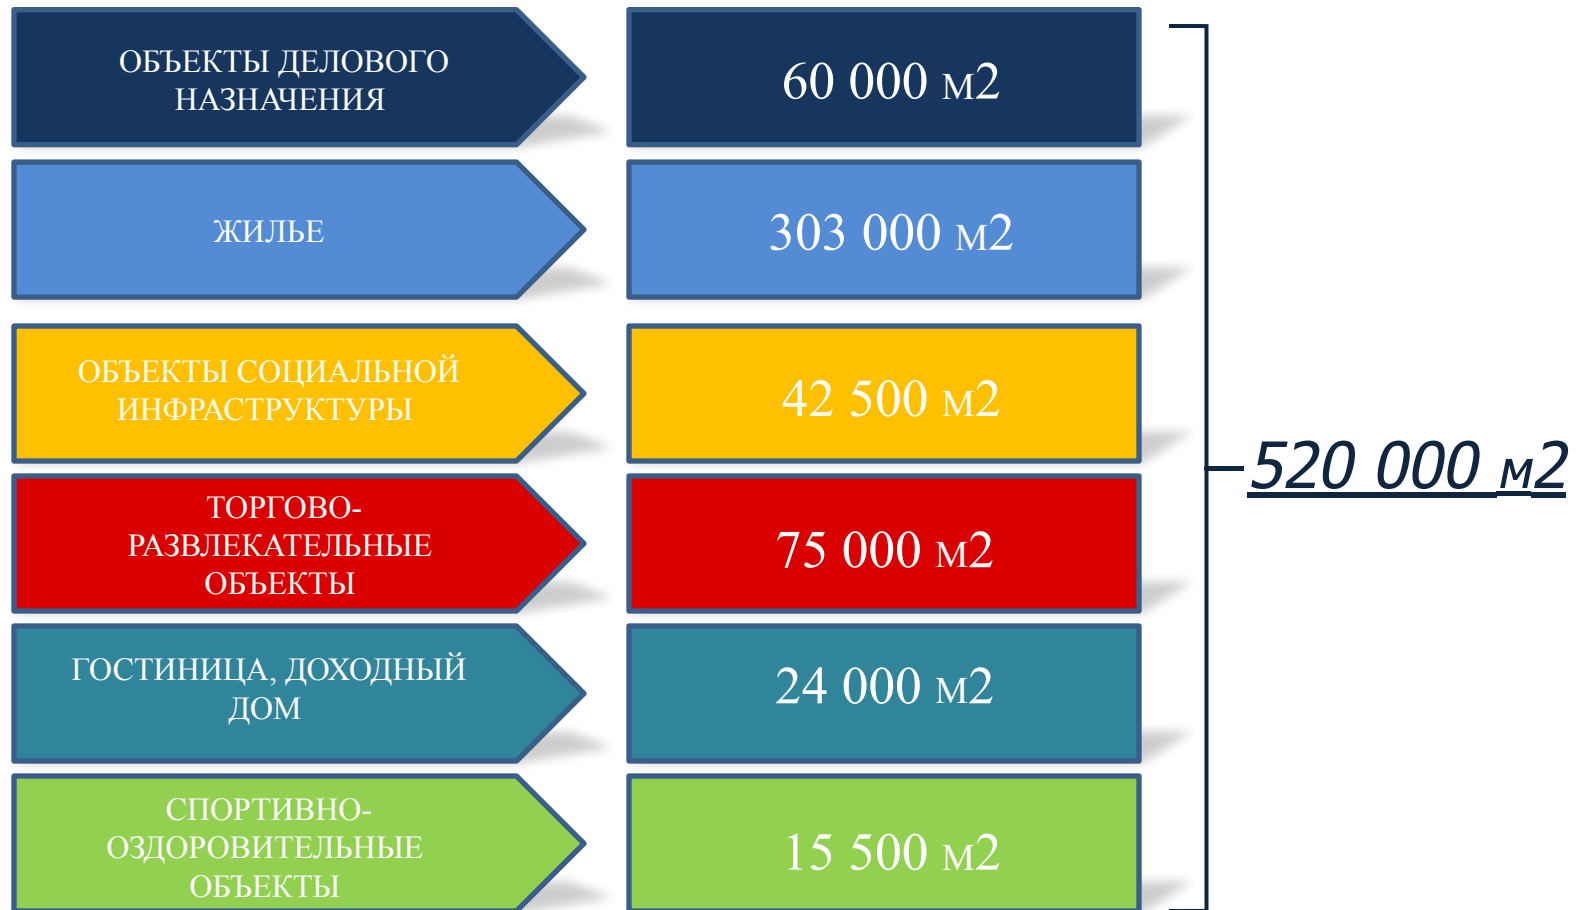 ОБЪЕКТЫ ДЕЛОВОГО
НАЗНАЧЕНИЯ
60 000 м2
ЖИЛЬЕ
303 000 м2
ОБЪЕКТЫ СОЦИАЛЬНОЙ
ИНФРАСТРУКТУРЫ
42 500 м2
ТОРГОВО-
РАЗВЛЕКАТЕЛЬНЫЕ
ОБЪЕКТЫ
75 000 м2
ГОСТИНИЦА, ДОХОДНЫЙ
ДОМ
24 000 м2
СПОРТИВНО-
ОЗДОРОВИТЕЛЬНЫЕ
ОБЪЕКТЫ
15 500 м2
520 000 м2